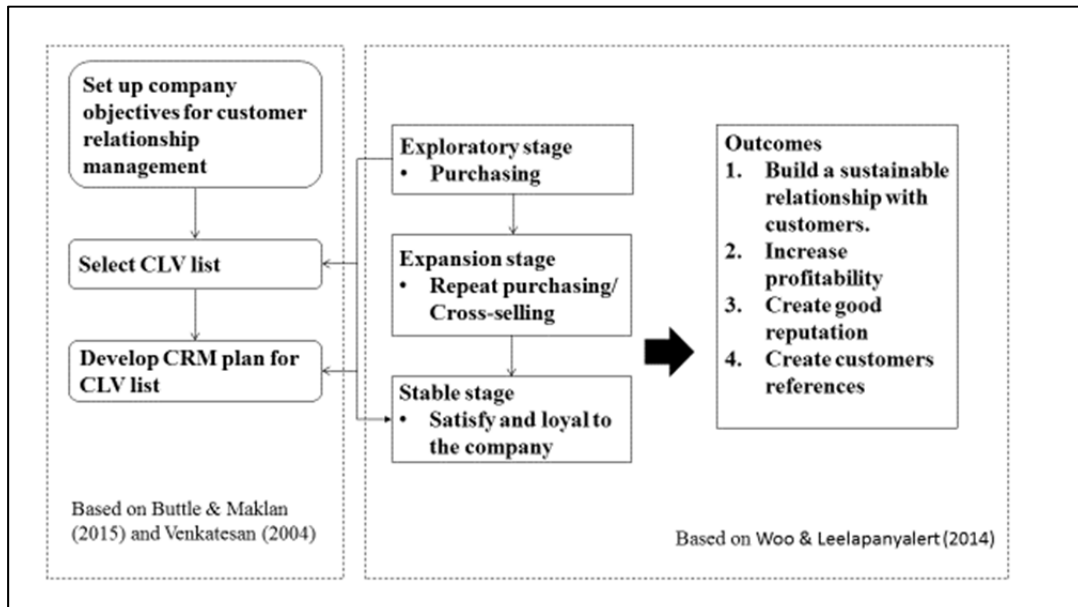 Set up company
objectives for customer
relationship
management
Select CLV list
Develop CRM plan for
CLV list
Based on Buttle & Maklan
(2015) and Venkatesan (2004)
Exploratory stage
• Purchasing
Expansion stage
• Repeat purchasing/
Cross-selling
Stable stage
• Satisfy and loyal to
the company
Outcomes
1. Build a sustainable
relationship with
customers.
2. Increase
profitability
3. Create good
reputation
4. Create customers
references
Based on Woo & Leelapanyalert (2014)